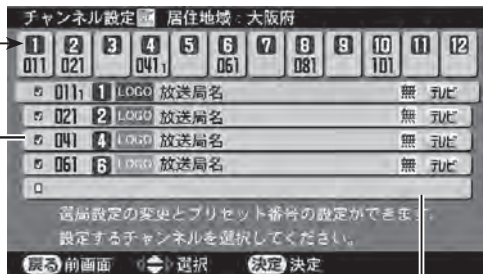 チャンネル設定 居住地域：大阪府
1 2 3 4 5 6 7 8 9 10 11 12
011 021 041₁ 061 081 101
011₁ 1 LOGO 放送局名 無 テレビ
021 2 LOGO 放送局名 無 テレビ
041 4 LOGO 放送局名 無 テレビ
061 6 LOGO 放送局名 無 テレビ
選局設定の変更とプリセット番号の設定ができます。
設定するチャンネルを選択してください。
戻る 前画面 選択 決定 決定